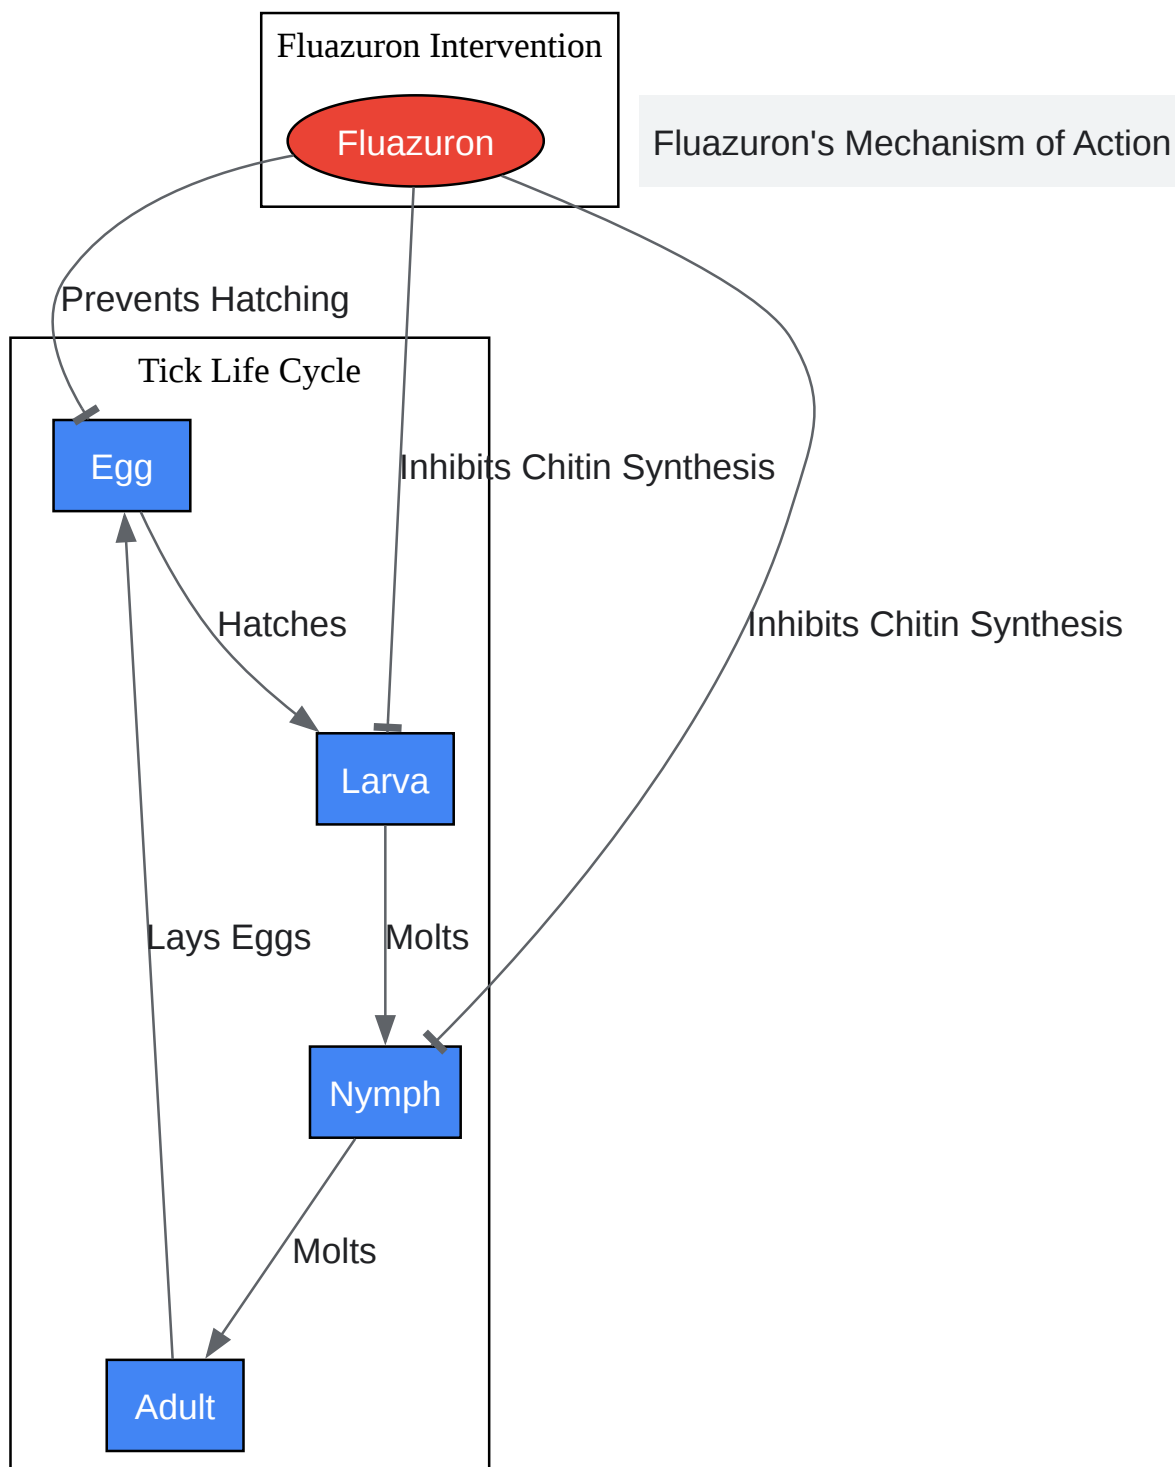 Fluazuron Intervention
Fluazuron
Fluazuron's Mechanism of Action
Prevents Hatching
Tick Life Cycle
Egg
Inhibits Chitin Synthesis
Hatches
Inhibits Chitin Synthesis
Larva
Lays Eggs
Molts
Nymph
Molts
Adult